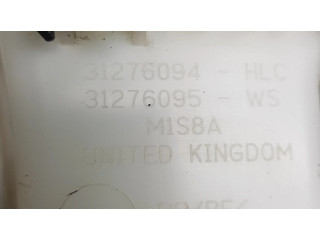 31276094 - HLC
31276095 - WS
M1S8A
UNITED KINGDOM